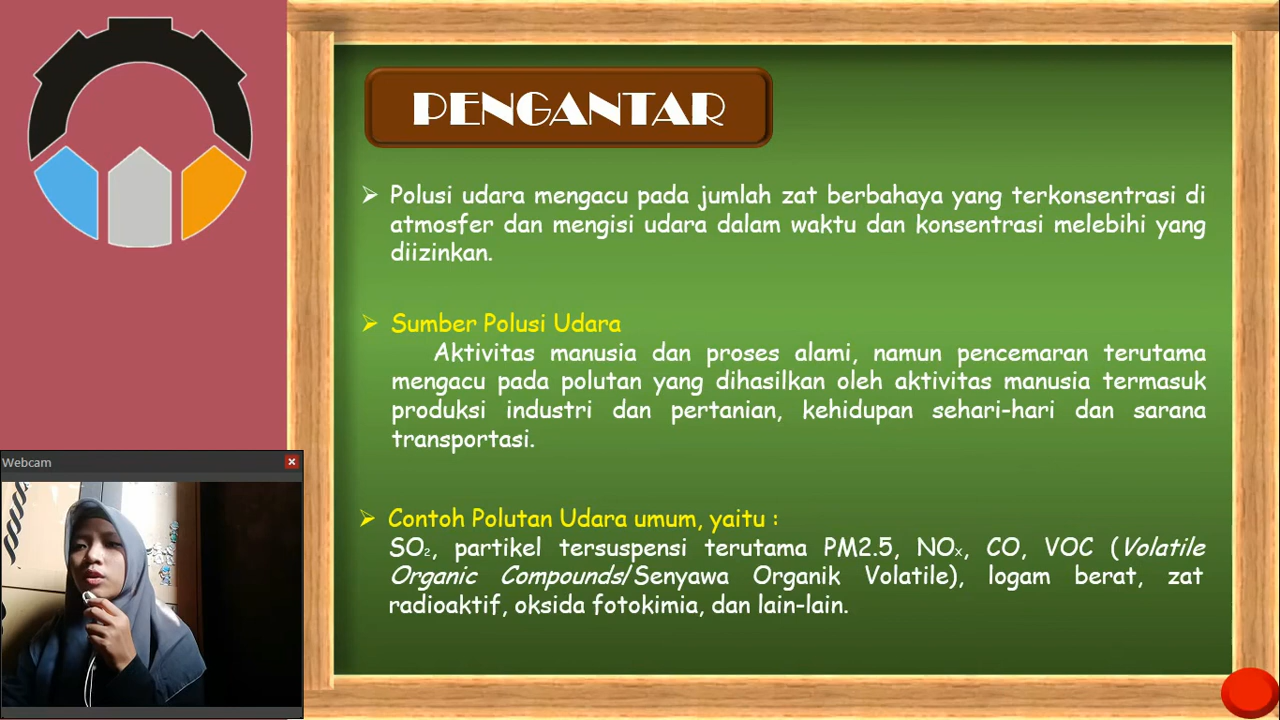 PENGANTAR
➢ Polusi udara mengacu pada jumlah zat berbahaya yang terkonsentrasi di
atmosfer dan mengisi udara dalam waktu dan konsentrasi melebihi yang
diizinkan.
➢ Sumber Polusi Udara
Aktivitas manusia dan proses alami, namun pencemaran terutama
mengacu pada polutan yang dihasilkan oleh aktivitas manusia termasuk
produksi industri dan pertanian, kehidupan sehari-hari dan sarana
transportasi.
➢ Contoh Polutan Udara umum, yaitu :
SO₂, partikel tersuspensi terutama PM2.5, NOₓ, CO, VOC (Volatile
Organic Compounds/Senyawa Organik Volatile), logam berat, zat
radioaktif, oksida fotokimia, dan lain-lain.
Webcam